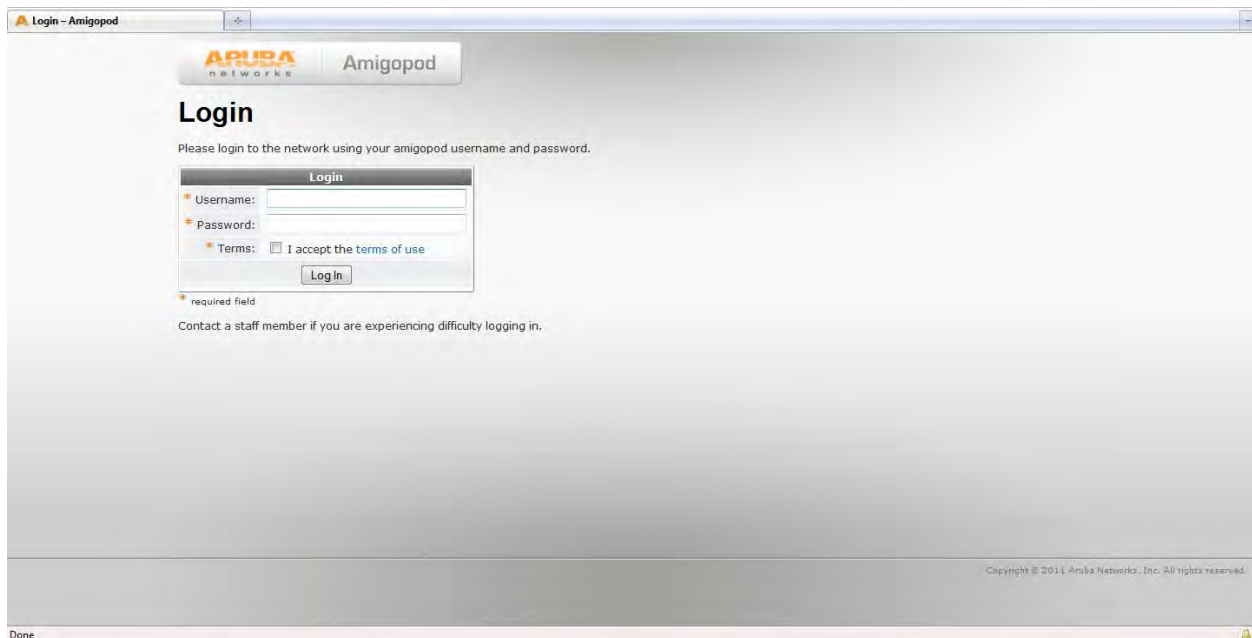 Login – Amigopod
ARUBA
networks
Amigopod
Login
Please login to the network using your amigopod username and password.
Login
* Username:
* Password:
* Terms: I accept the terms of use
Log In
* required field
Contact a staff member if you are experiencing difficulty logging in.
Copyright © 2011 Aruba Networks, Inc. All rights reserved.
Done